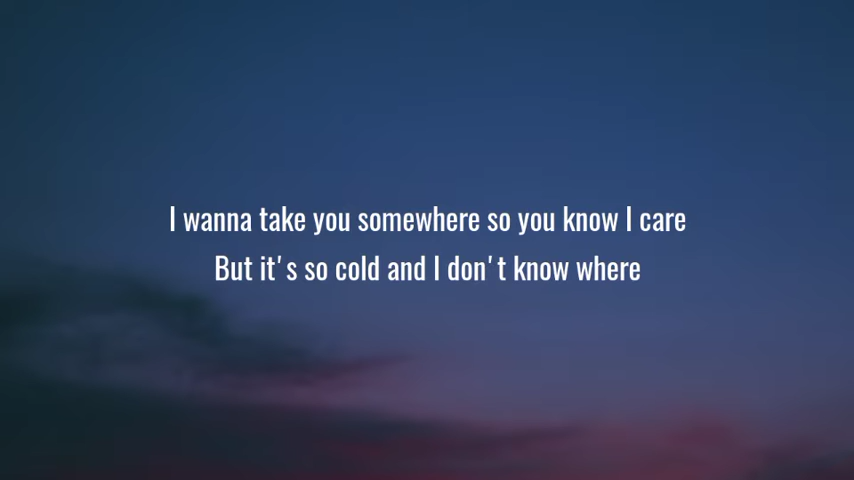 I wanna take you somewhere so you know I care
But it's so cold and I don't know where